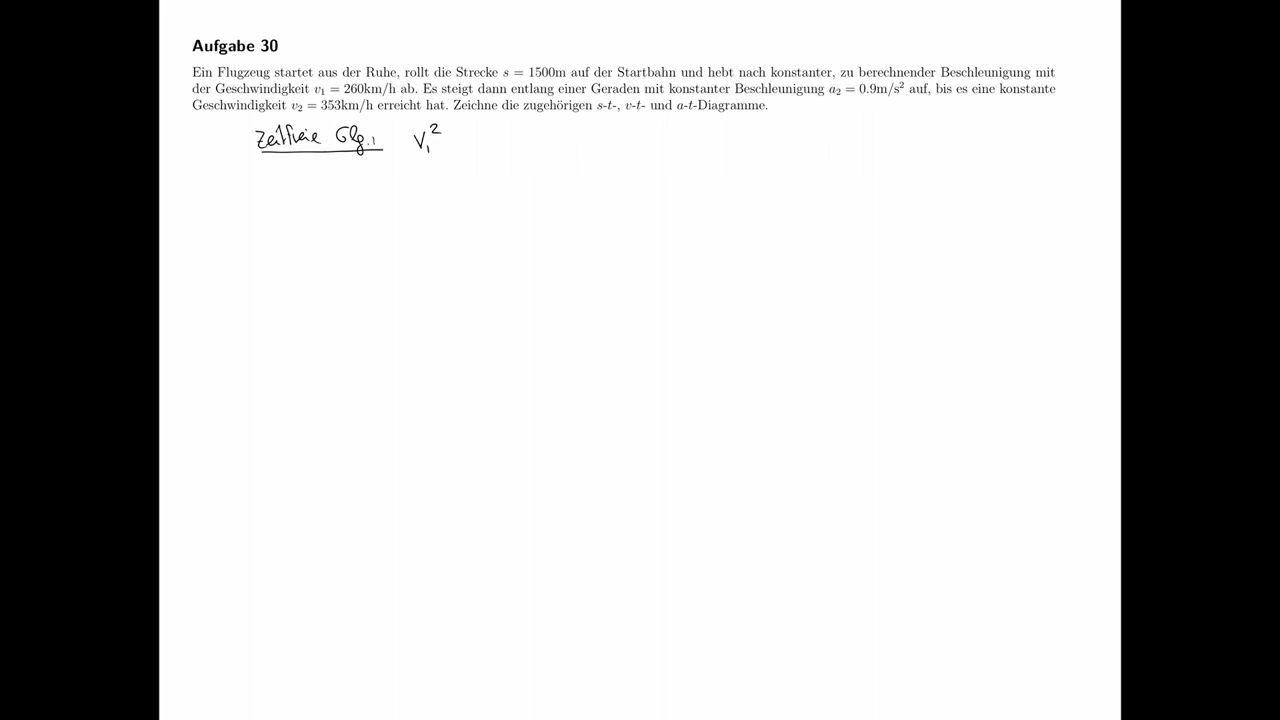 Aufgabe 30
Ein Flugzeug startet aus der Ruhe, rollt die Strecke s = 1500m auf der Startbahn und hebt nach konstanter, zu berechnender Beschleunigung mit
der Geschwindigkeit v₁ = 260km/h ab. Es steigt dann entlang einer Geraden mit konstanter Beschleunigung a₂ = 0.9m/s² auf, bis es eine konstante
Geschwindigkeit v₂ = 353km/h erreicht hat. Zeichne die zugehörigen s-t-, v-t- und a-t-Diagramme.
Zeitfreie Glg.1 V₁²